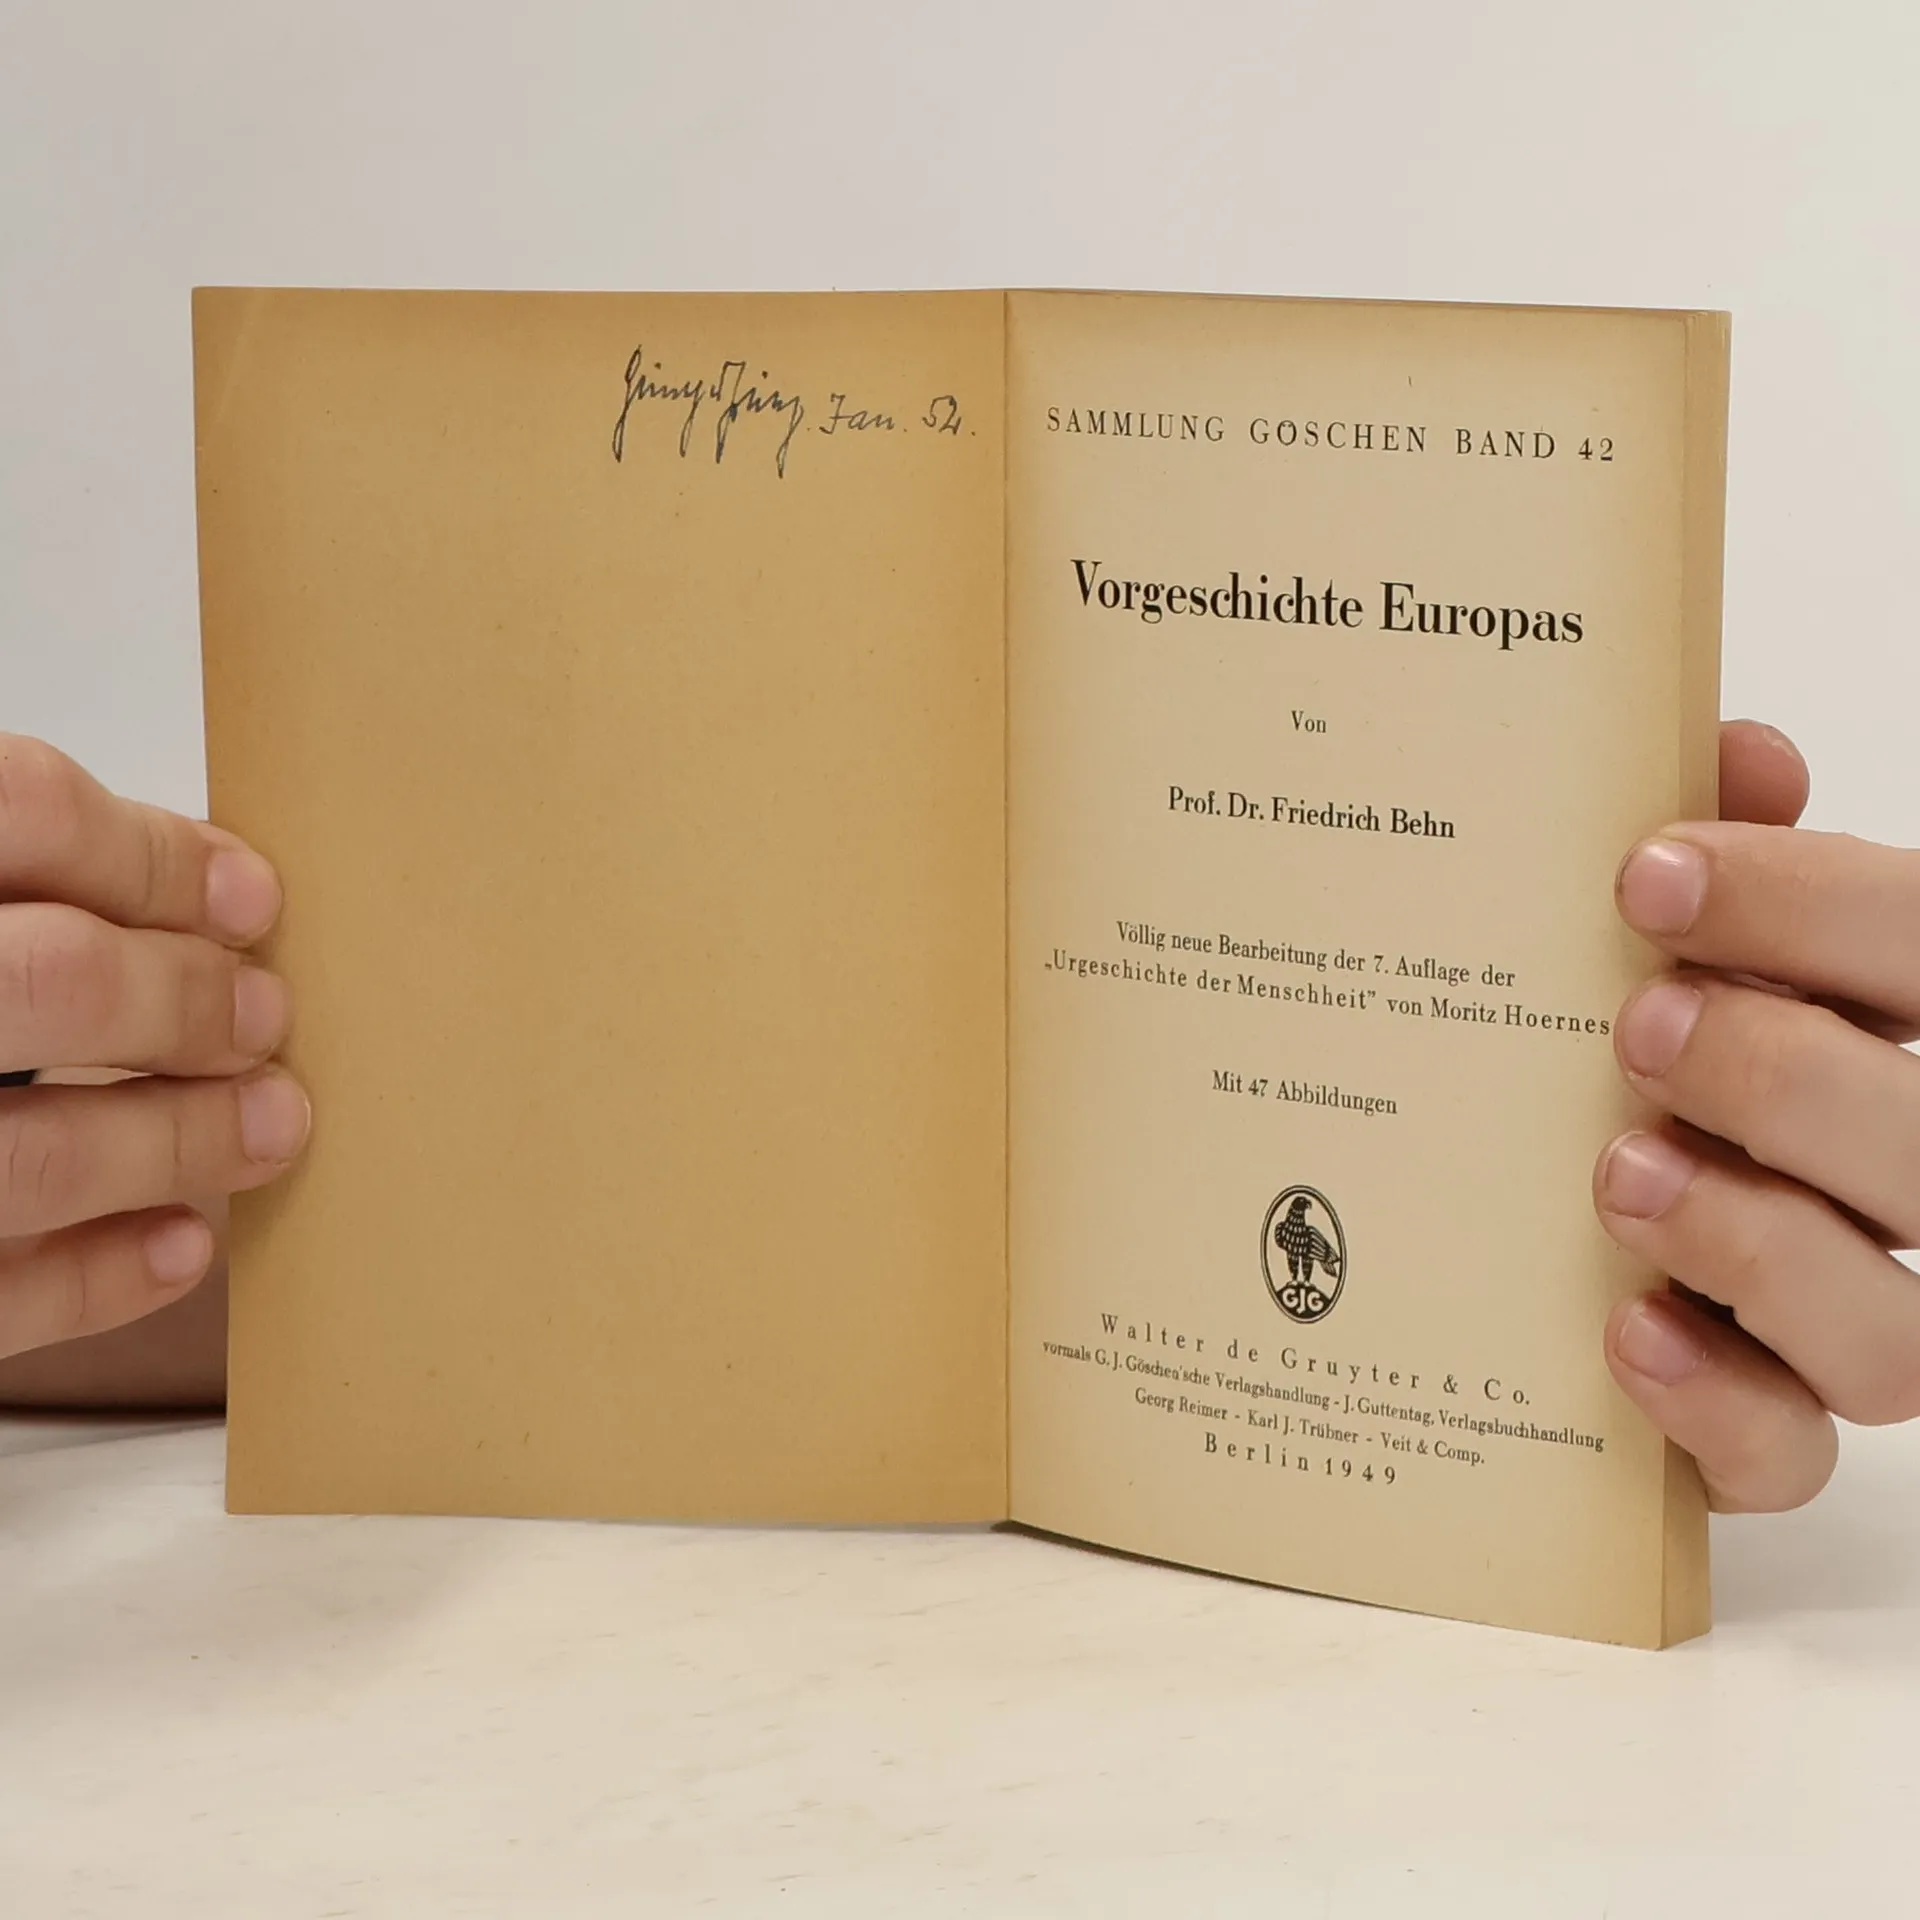 Jan. 52.
SAMMLUNG GÖSCHEN BAND 42
Vorgeschichte Europas
Von
Prof. Dr. Friedrich Behn
Völlig neue Bearbeitung der 7. Auflage der
„Urgeschichte der Menschheit” von Moritz Hoernes
Mit 47 Abbildungen
GJG
Walter de Gruyter & Co.
vormals G. J. Göschen'sche Verlagshandlung - J. Guttentag, Verlagsbuchhandlung
Georg Reimer - Karl J. Trübner - Veit & Comp.
Berlin 1949